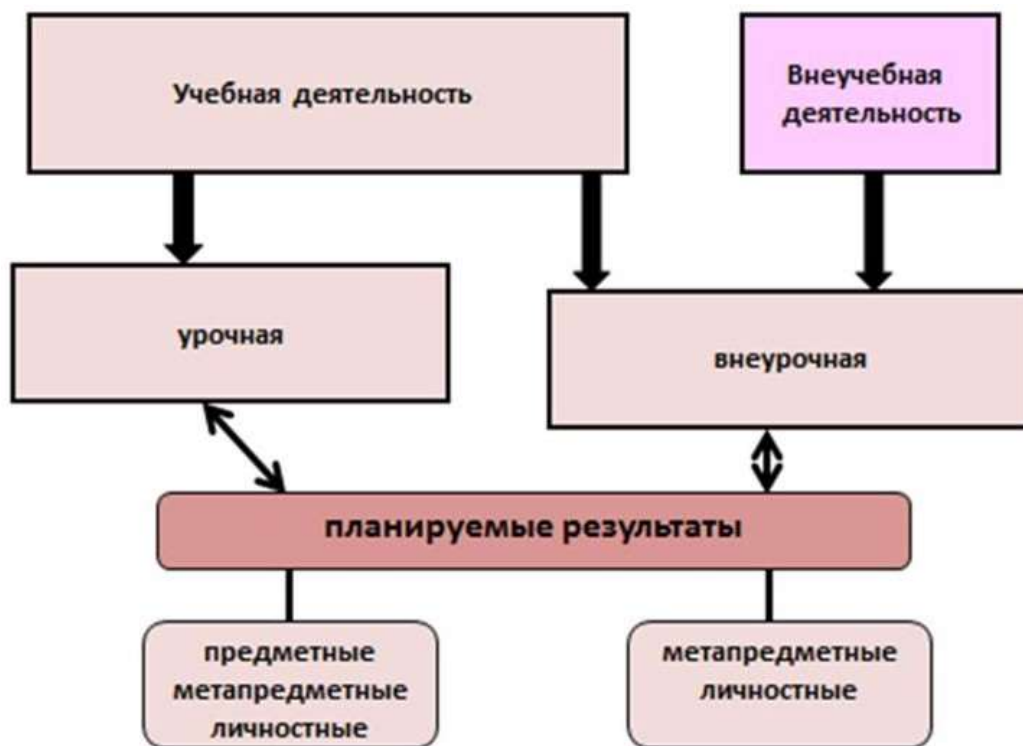 Учебная деятельность
Внеучебная
деятельность
урочная
внеурочная
планируемые результаты
предметные
метапредметные
личностные
метапредметные
личностные